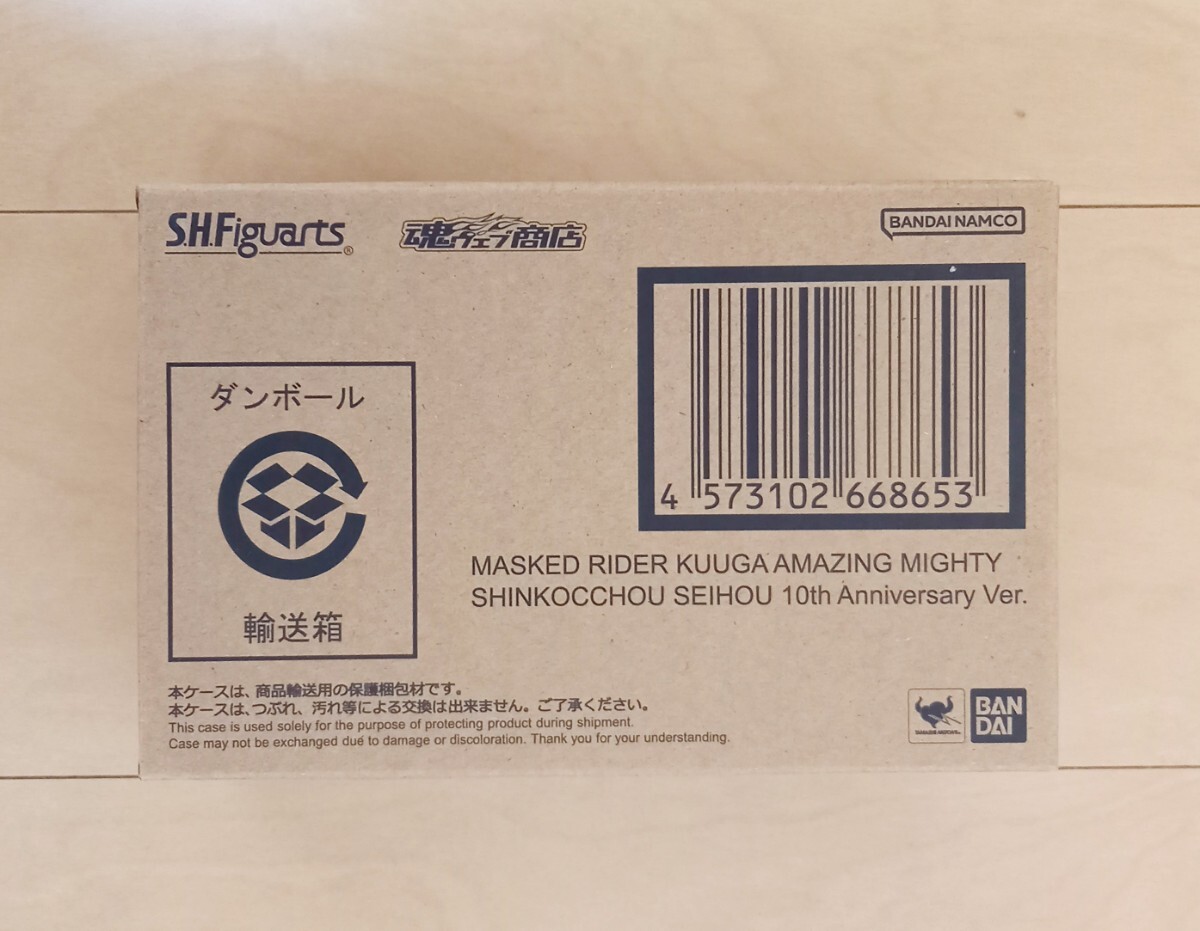 S.H.Figuarts®
魂ウェブ商店
BANDAI NAMCO
4 573102 668653
MASKED RIDER KUUGA AMAZING MIGHTY
SHINKOCCHOU SEIHOU 10th Anniversary Ver.
ダンボール
輸送箱
本ケースは、商品輸送用の保護梱包材です。
本ケースは、つぶれ、汚れ等による交換は出来ません。ご了承ください。
This case is used solely for the purpose of protecting product during shipment.
Case may not be exchanged due to damage or discoloration. Thank you for your understanding.
BAN
DAI